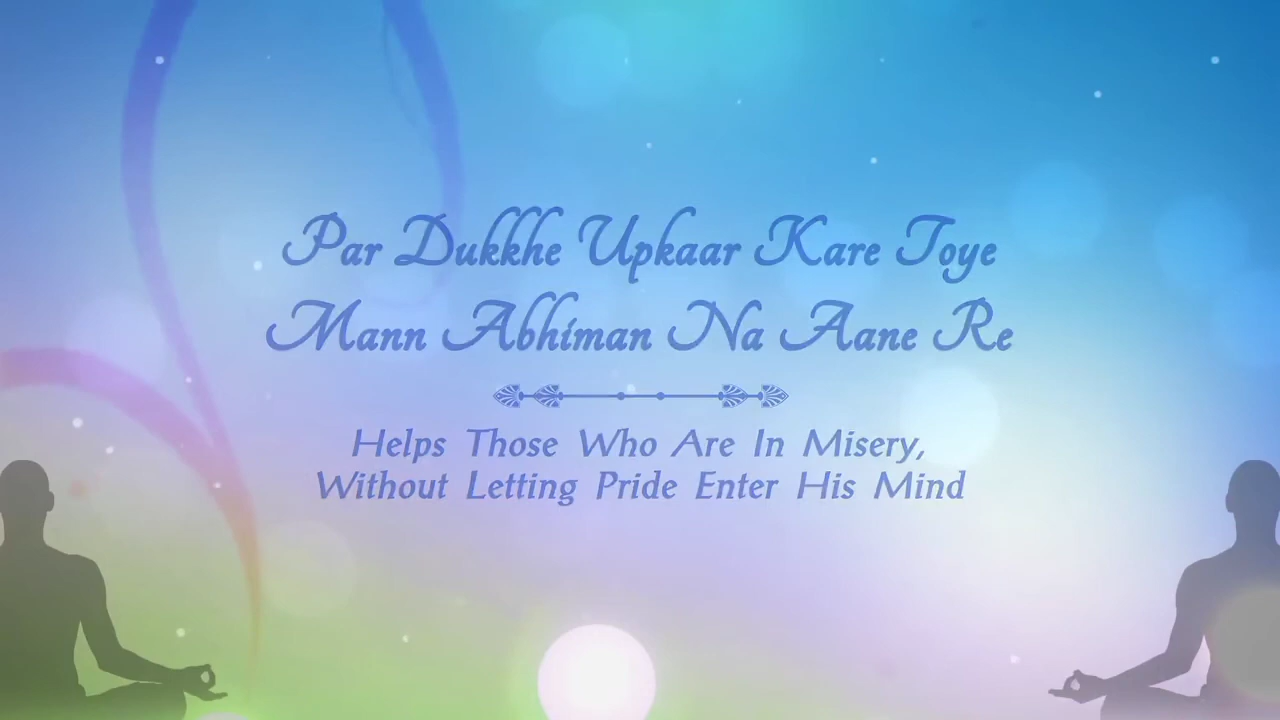 Par Dukkhe Upkaar Kare Toye
Mann Abhiman Na Aane Re
Helps Those Who Are In Misery,
Without Letting Pride Enter His Mind